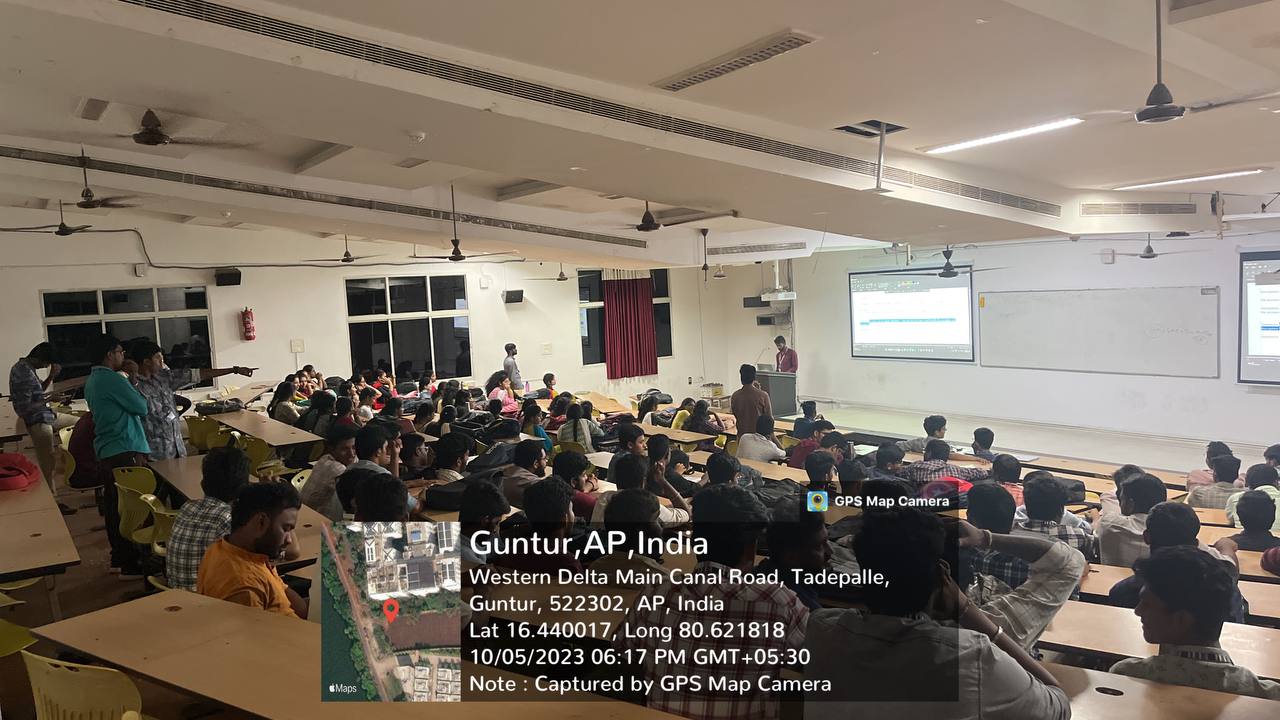 GPS Map Camera
Guntur,AP,India
Western Delta Main Canal Road, Tadepalle,
Guntur, 522302, AP, India
Lat 16.440017, Long 80.621818
10/05/2023 06:17 PM GMT+05:30
Note : Captured by GPS Map Camera
Maps